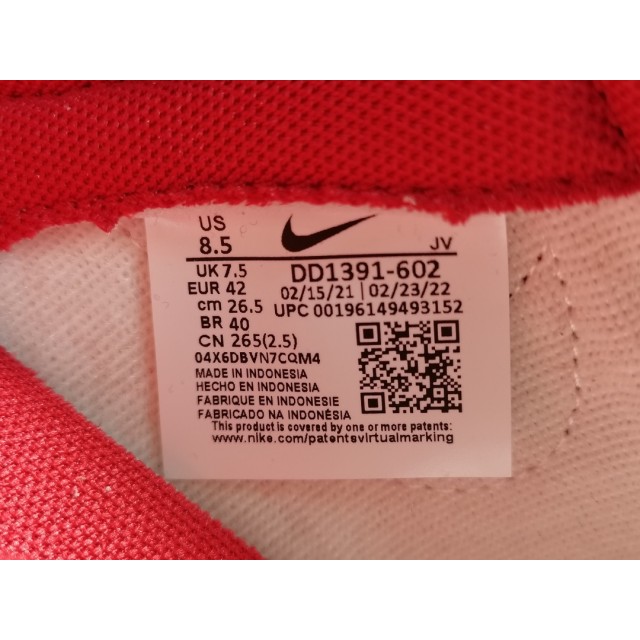 US
8.5
JV
UK 7.5
DD1391-602
EUR 42
02/15/21 | 02/23/22
cm 26.5
UPC 00196149493152
BR 40
CN 265(2.5)
04X6DBVN7CQM4
MADE IN INDONESIA
HECHO EN INDONESIA
FABRIQUE EN INDONESIE
FABRICADO NA INDONÉSIA
This product is covered by one or more patents:
www.nike.com/patentsvirtualmarking